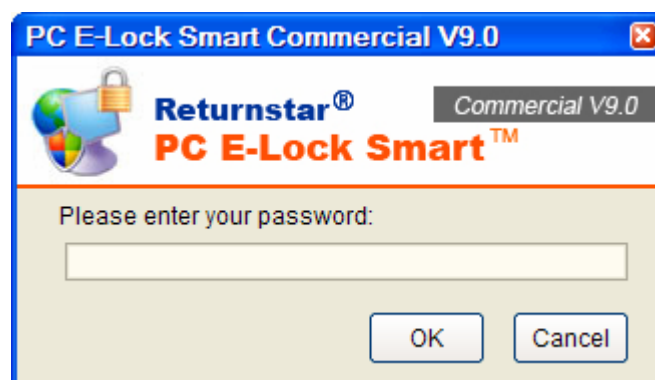 PC E-Lock Smart Commercial V9.0
Returnstar® Commercial V9.0
PC E-Lock Smart™
Please enter your password:
OK Cancel